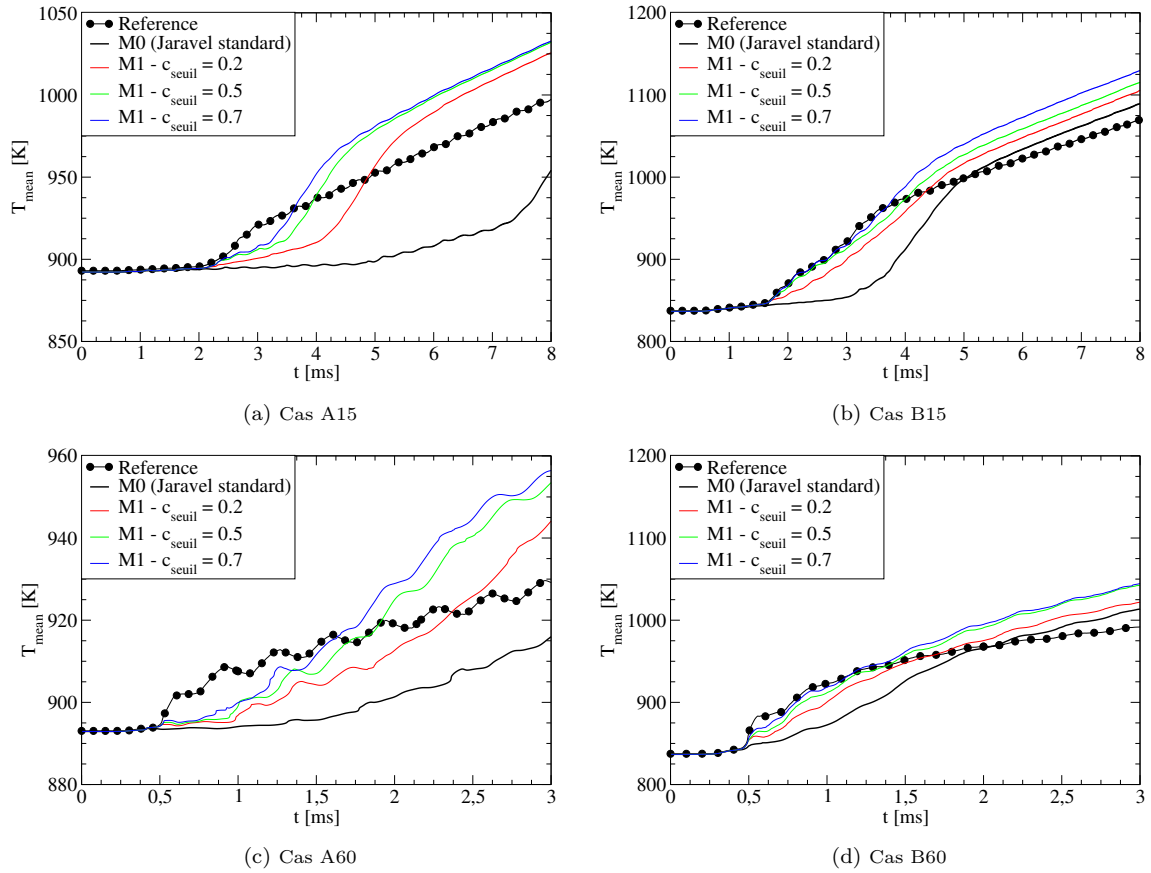 1050
1000
950
900
850
T_mean [K]
Reference
M0 (Jaravel standard)
M1 - c_seuil = 0.2
M1 - c_seuil = 0.5
M1 - c_seuil = 0.7
0 1 2 3 4 5 6 7 8
t [ms]
(a) Cas A15
1200
1100
1000
900
800
T_mean [K]
Reference
M0 (Jaravel standard)
M1 - c_seuil = 0.2
M1 - c_seuil = 0.5
M1 - c_seuil = 0.7
0 1 2 3 4 5 6 7 8
t [ms]
(b) Cas B15
960
940
920
900
880
T_mean [K]
Reference
M0 (Jaravel standard)
M1 - c_seuil = 0.2
M1 - c_seuil = 0.5
M1 - c_seuil = 0.7
0 0,5 1 1,5 2 2,5 3
t [ms]
(c) Cas A60
1200
1100
1000
900
800
T_mean [K]
Reference
M0 (Jaravel standard)
M1 - c_seuil = 0.2
M1 - c_seuil = 0.5
M1 - c_seuil = 0.7
0 0,5 1 1,5 2 2,5 3
t [ms]
(d) Cas B60